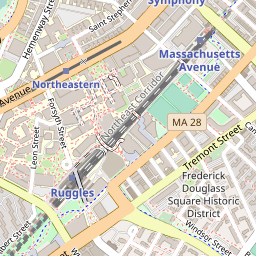 Symphony
Saint Stephen
Hemenway Street
Massachusetts
Avenue
Northeastern
Avenue
Northeast Corridor
MA 28
Forsyth Street
Leon Street
Tremont Street
Ruggles
Frederick
Douglass
Square Historic
District
Windsor Street
Windsor Street